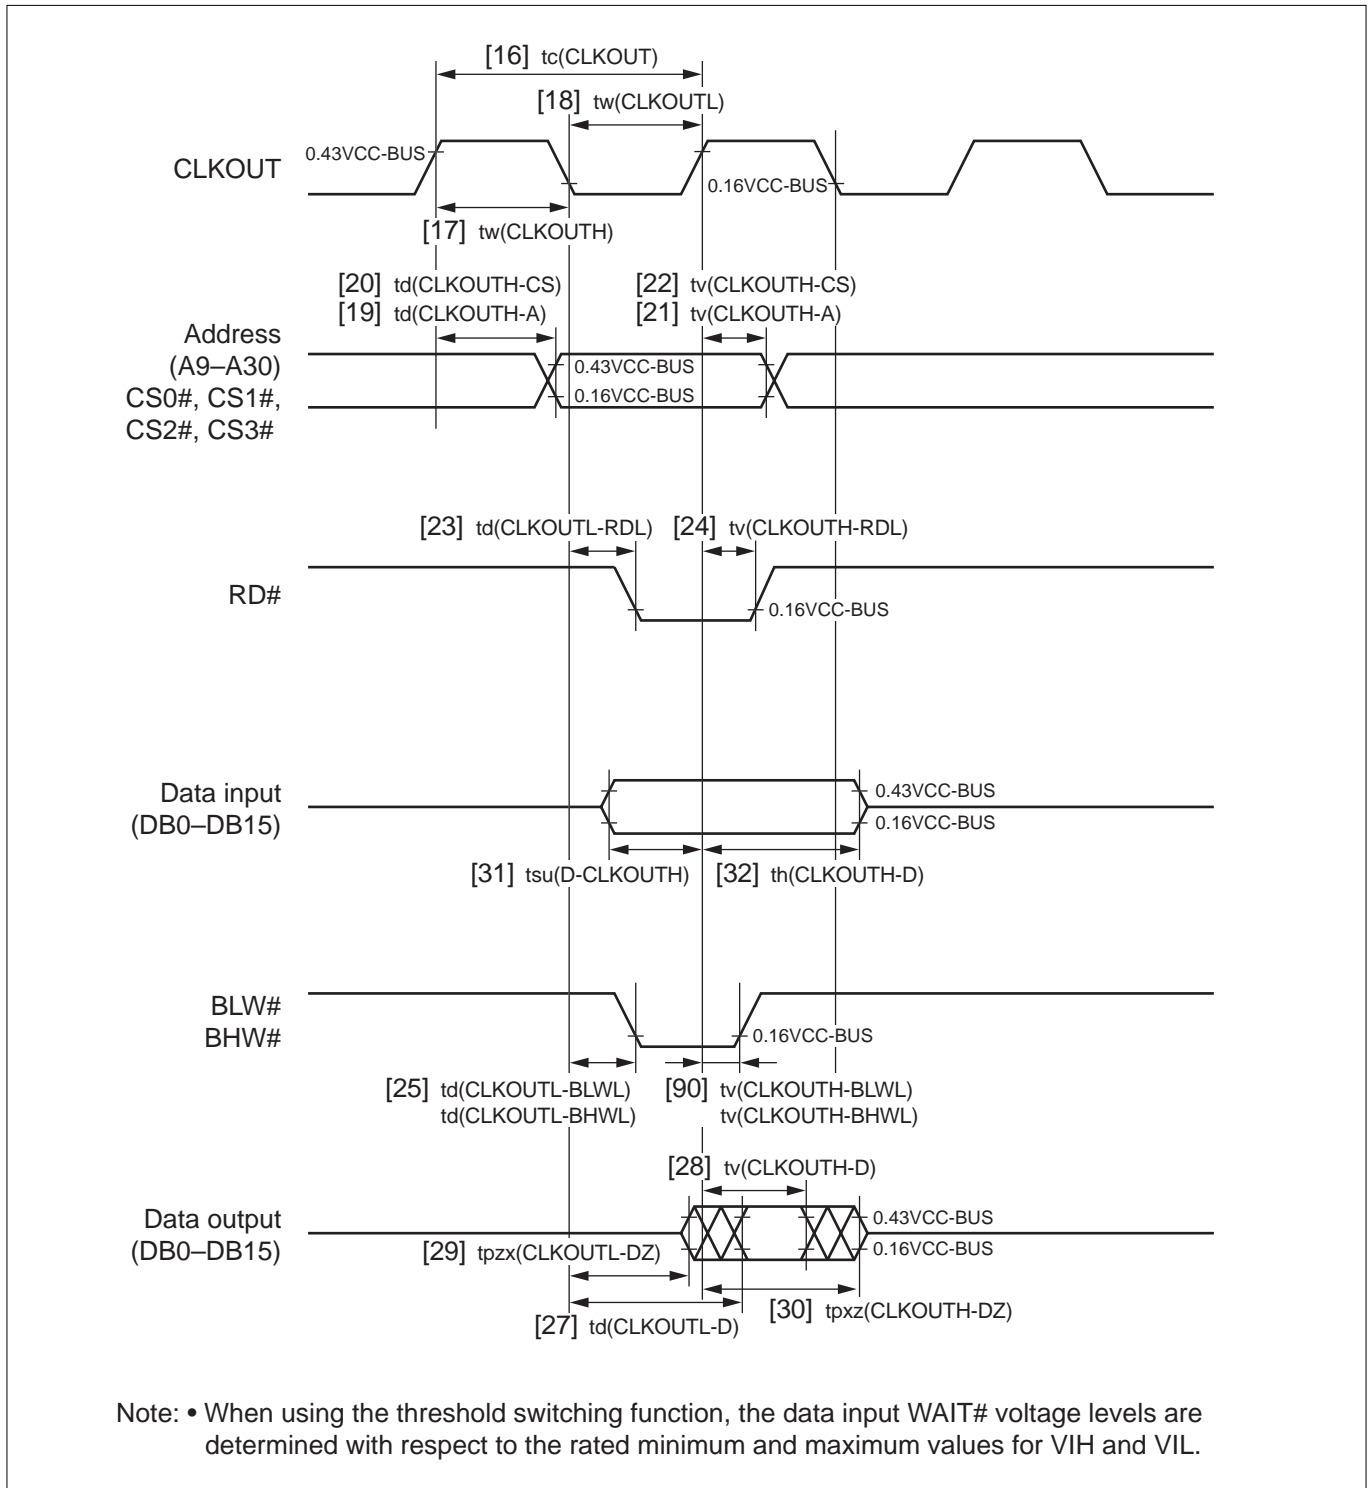 [16] tc(CLKOUT)
[18] tw(CLKOUTL)
CLKOUT
0.43VCC-BUS
0.16VCC-BUS
[17] tw(CLKOUTH)
[20] td(CLKOUTH-CS)
[22] tv(CLKOUTH-CS)
[19] td(CLKOUTH-A)
[21] tv(CLKOUTH-A)
Address
(A9–A30)
CS0#, CS1#,
CS2#, CS3#
0.43VCC-BUS
0.16VCC-BUS
[23] td(CLKOUTL-RDL)
[24] tv(CLKOUTH-RDL)
RD#
0.16VCC-BUS
Data input
(DB0–DB15)
0.43VCC-BUS
0.16VCC-BUS
[31] tsu(D-CLKOUTH)
[32] th(CLKOUTH-D)
BLW#
BHW#
0.16VCC-BUS
[25] td(CLKOUTL-BLWL)
td(CLKOUTL-BHWL)
[90] tv(CLKOUTH-BLWL)
tv(CLKOUTH-BHWL)
[28] tv(CLKOUTH-D)
Data output
(DB0–DB15)
0.43VCC-BUS
0.16VCC-BUS
[29] tpzx(CLKOUTL-DZ)
[30] tpxz(CLKOUTH-DZ)
[27] td(CLKOUTL-D)
Note: • When using the threshold switching function, the data input WAIT# voltage levels are
determined with respect to the rated minimum and maximum values for VIH and VIL.